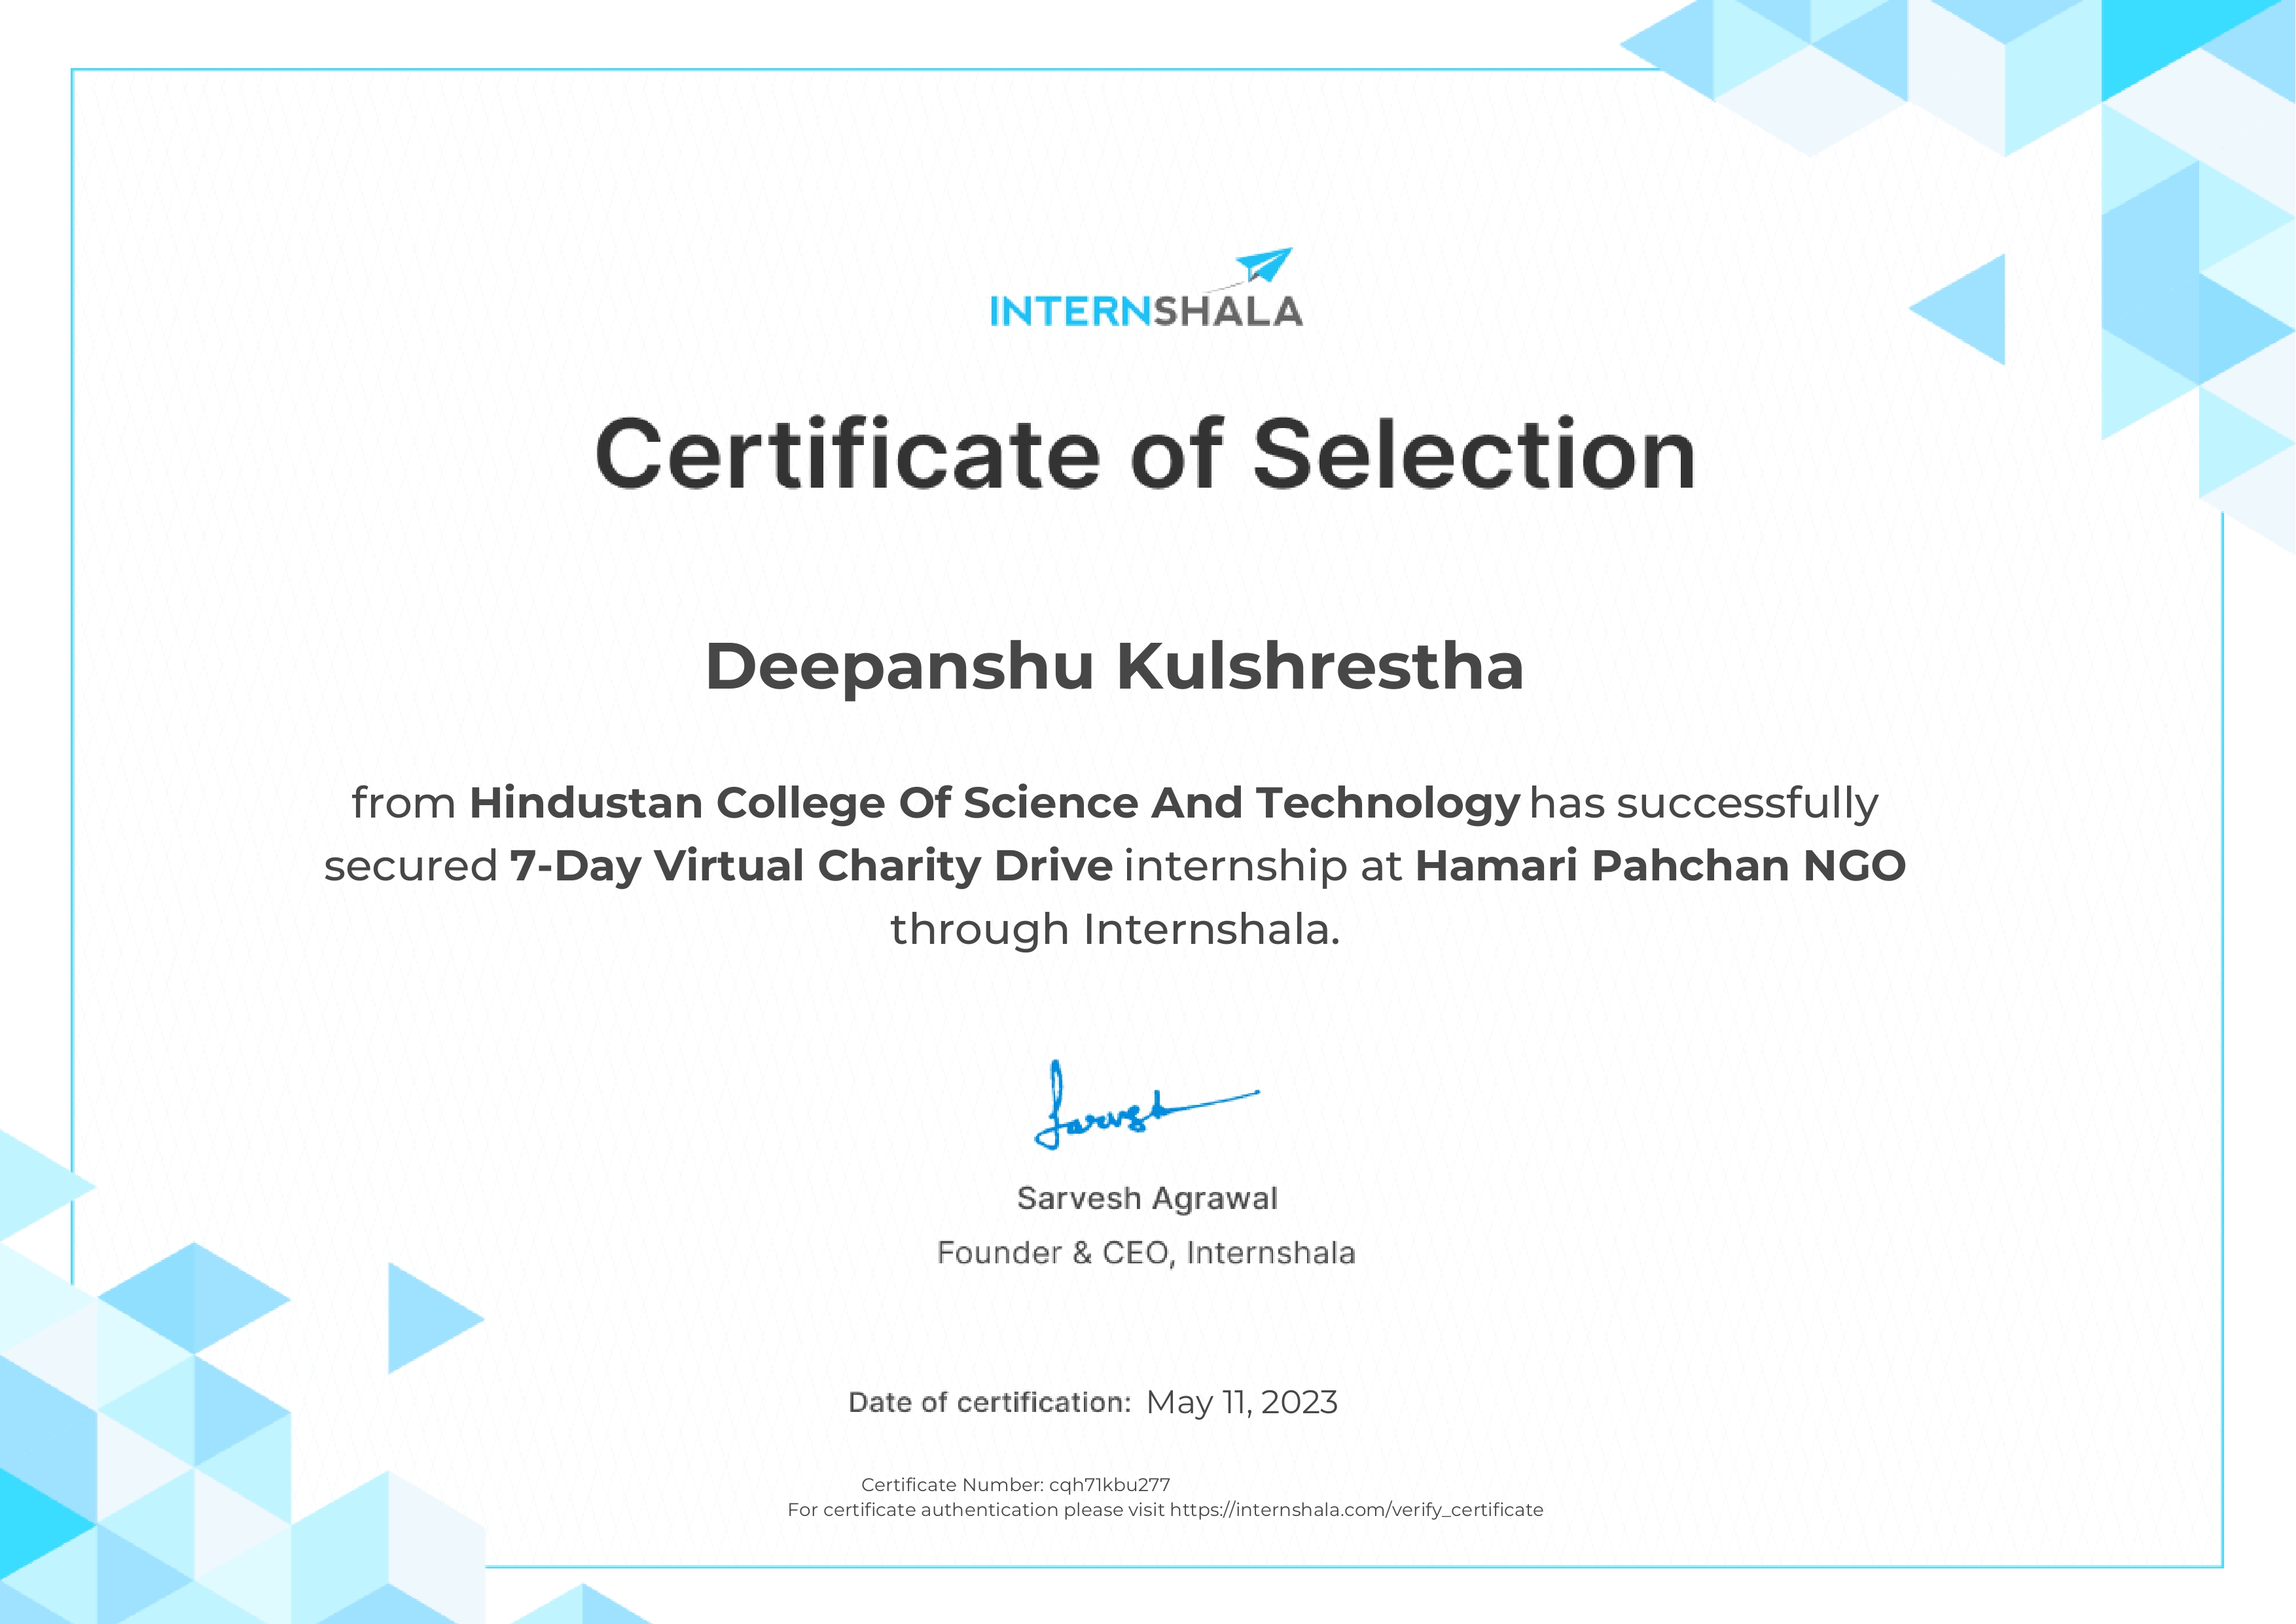 INTERNSHALA
Certificate of Selection
Deepanshu Kulshrestha
from Hindustan College Of Science And Technology has successfully
secured 7-Day Virtual Charity Drive internship at Hamari Pahchan NGO
through Internshala.
Sarvesh Agrawal
Founder & CEO, Internshala
Date of certification: May 11, 2023
Certificate Number: cqh71kbu277
For certificate authentication please visit https://internshala.com/verify_certificate